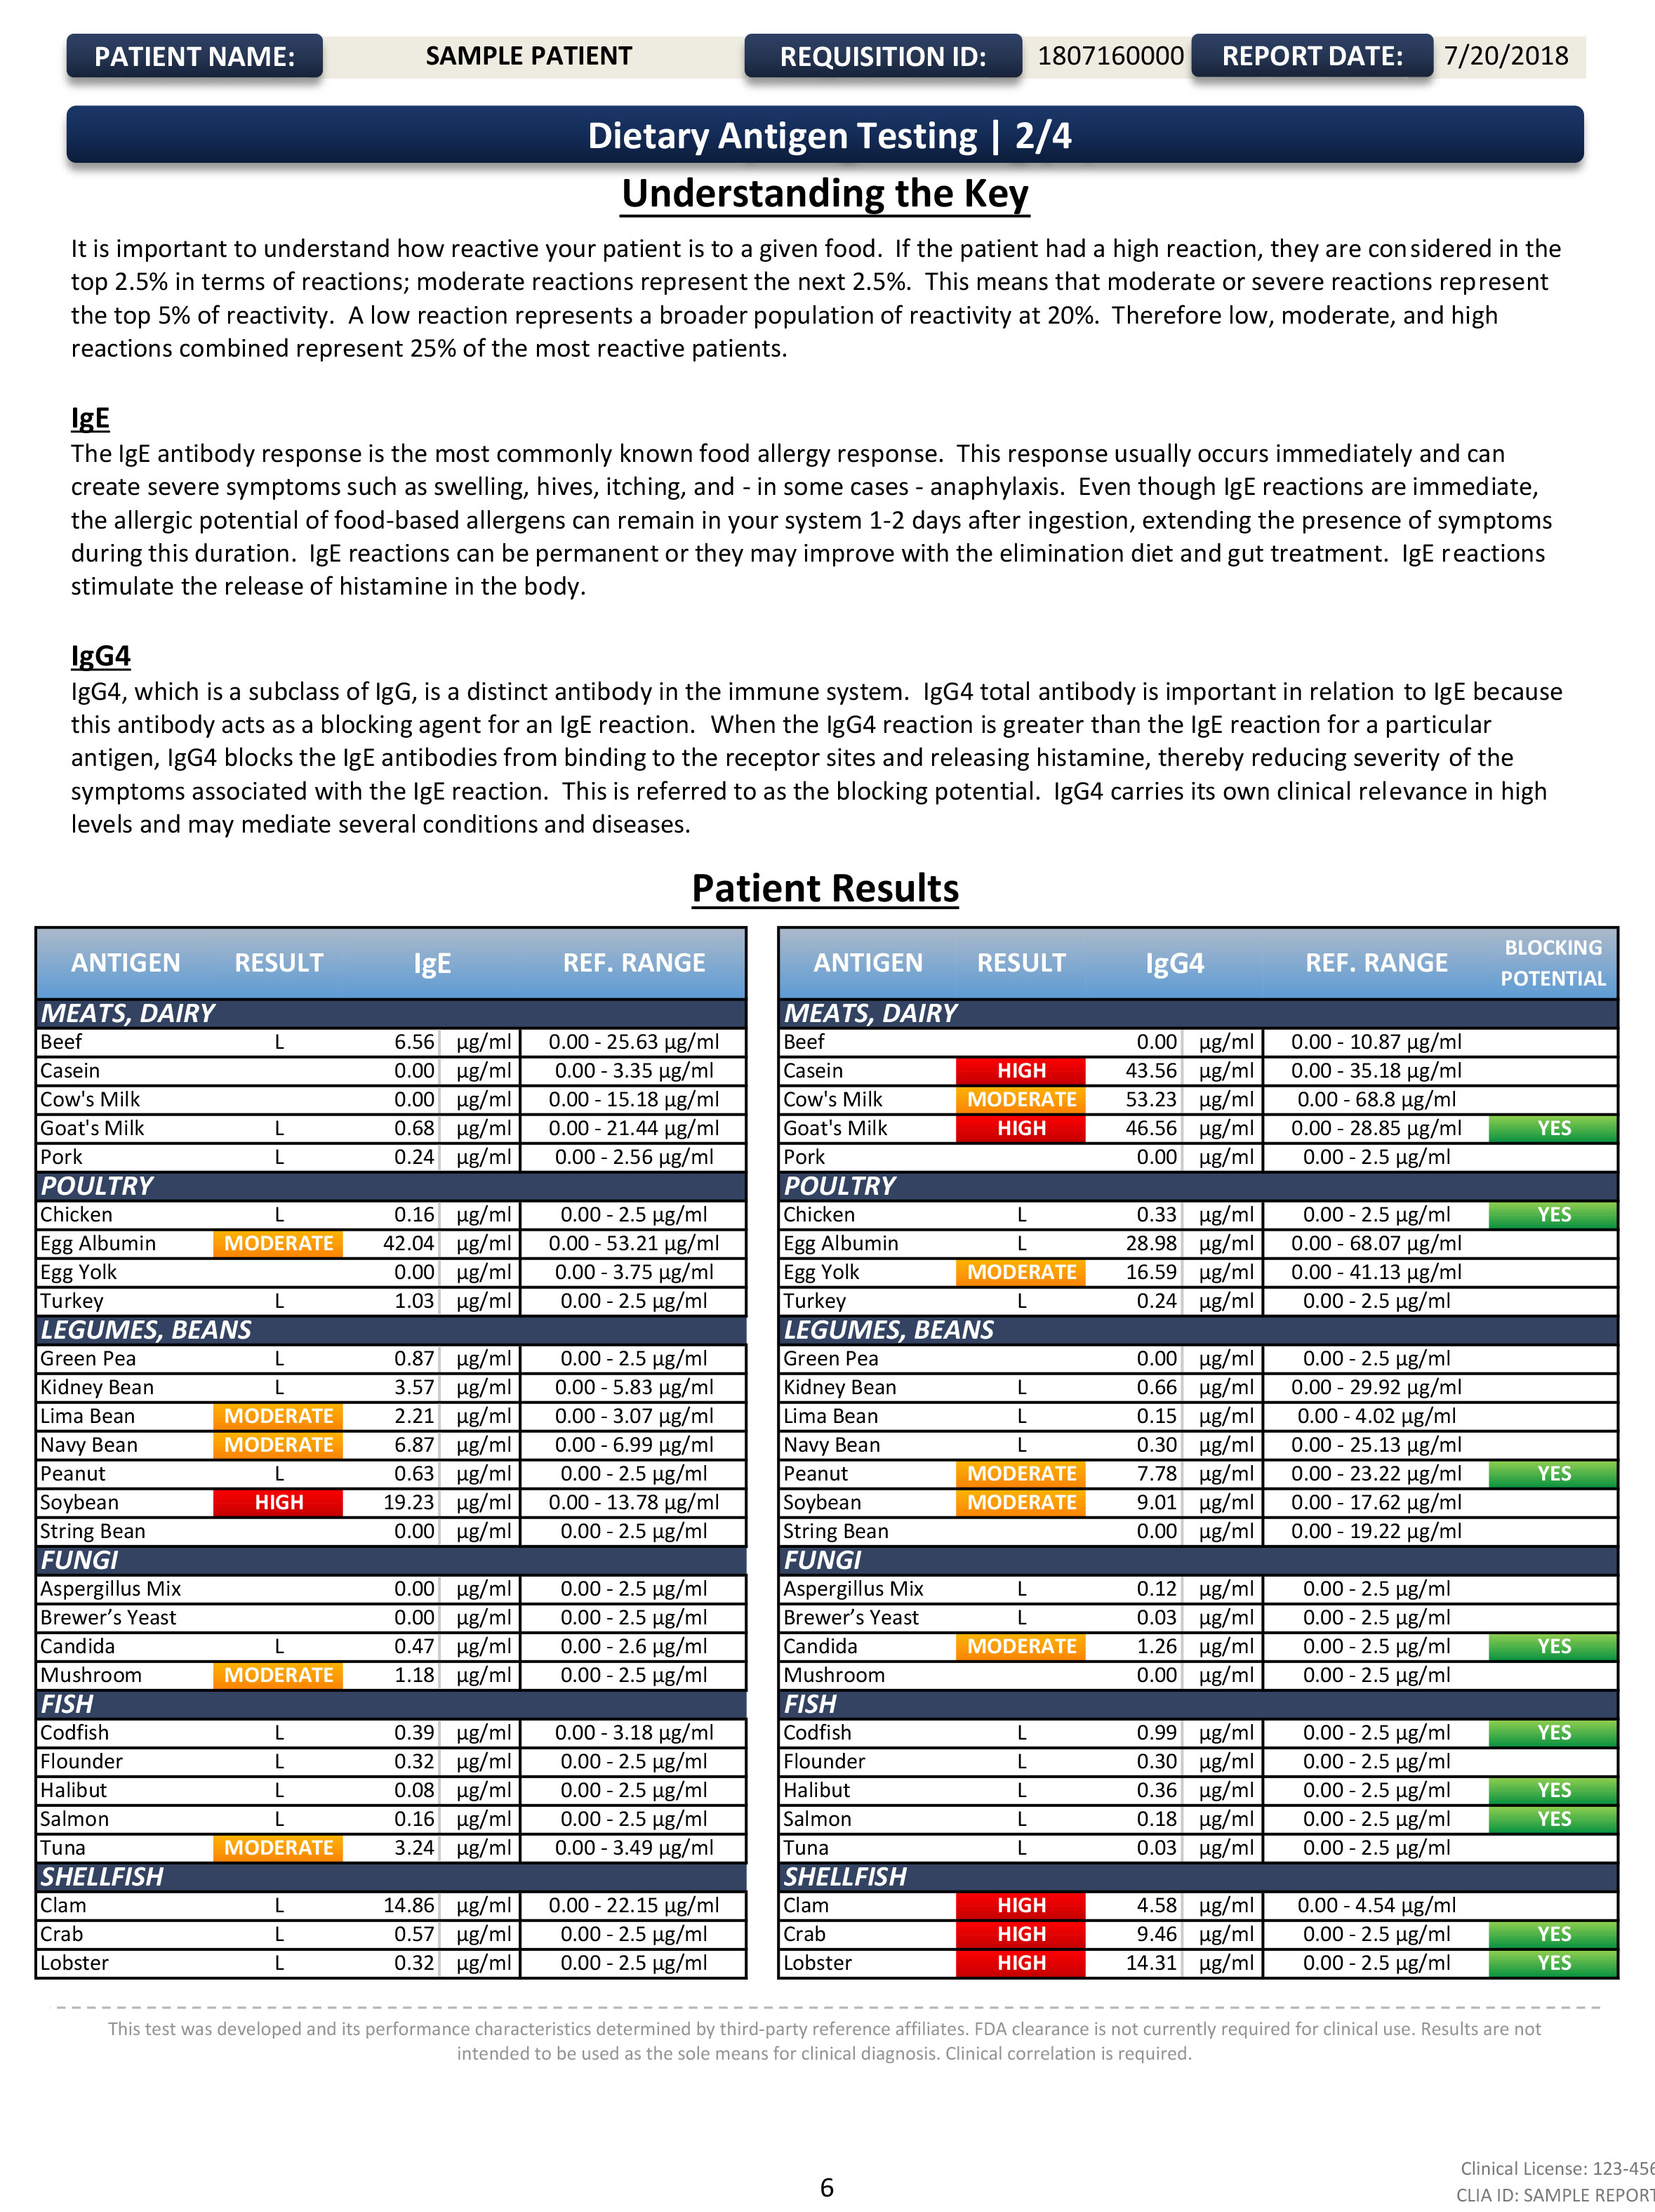 PATIENT NAME: SAMPLE PATIENT REQUISITION ID: 1807160000 REPORT DATE: 7/20/2018
Dietary Antigen Testing | 2/4
Understanding the Key
It is important to understand how reactive your patient is to a given food. If the patient had a high reaction, they are considered in the
top 2.5% in terms of reactions; moderate reactions represent the next 2.5%. This means that moderate or severe reactions represent
the top 5% of reactivity. A low reaction represents a broader population of reactivity at 20%. Therefore low, moderate, and high
reactions combined represent 25% of the most reactive patients.
IgE
The IgE antibody response is the most commonly known food allergy response. This response usually occurs immediately and can
create severe symptoms such as swelling, hives, itching, and - in some cases - anaphylaxis. Even though IgE reactions are immediate,
the allergic potential of food-based allergens can remain in your system 1-2 days after ingestion, extending the presence of symptoms
during this duration. IgE reactions can be permanent or they may improve with the elimination diet and gut treatment. IgE reactions
stimulate the release of histamine in the body.
IgG4
IgG4, which is a subclass of IgG, is a distinct antibody in the immune system. IgG4 total antibody is important in relation to IgE because
this antibody acts as a blocking agent for an IgE reaction. When the IgG4 reaction is greater than the IgE reaction for a particular
antigen, IgG4 blocks the IgE antibodies from binding to the receptor sites and releasing histamine, thereby reducing severity of the
symptoms associated with the IgE reaction. This is referred to as the blocking potential. IgG4 carries its own clinical relevance in high
levels and may mediate several conditions and diseases.
Patient Results
ANTIGEN RESULT IgE REF. RANGE
MEATS, DAIRY
Beef L 6.56 µg/ml 0.00 - 25.63 µg/ml
Casein 0.00 µg/ml 0.00 - 3.35 µg/ml
Cow's Milk 0.00 µg/ml 0.00 - 15.18 µg/ml
Goat's Milk L 0.68 µg/ml 0.00 - 21.44 µg/ml
Pork L 0.24 µg/ml 0.00 - 2.56 µg/ml
POULTRY
Chicken L 0.16 µg/ml 0.00 - 2.5 µg/ml
Egg Albumin MODERATE 42.04 µg/ml 0.00 - 53.21 µg/ml
Egg Yolk 0.00 µg/ml 0.00 - 3.75 µg/ml
Turkey L 1.03 µg/ml 0.00 - 2.5 µg/ml
LEGUMES, BEANS
Green Pea L 0.87 µg/ml 0.00 - 2.5 µg/ml
Kidney Bean L 3.57 µg/ml 0.00 - 5.83 µg/ml
Lima Bean MODERATE 2.21 µg/ml 0.00 - 3.07 µg/ml
Navy Bean MODERATE 6.87 µg/ml 0.00 - 6.99 µg/ml
Peanut L 0.63 µg/ml 0.00 - 2.5 µg/ml
Soybean HIGH 19.23 µg/ml 0.00 - 13.78 µg/ml
String Bean 0.00 µg/ml 0.00 - 2.5 µg/ml
FUNGI
Aspergillus Mix 0.00 µg/ml 0.00 - 2.5 µg/ml
Brewer’s Yeast 0.00 µg/ml 0.00 - 2.5 µg/ml
Candida L 0.47 µg/ml 0.00 - 2.6 µg/ml
Mushroom MODERATE 1.18 µg/ml 0.00 - 2.5 µg/ml
FISH
Codfish L 0.39 µg/ml 0.00 - 3.18 µg/ml
Flounder L 0.32 µg/ml 0.00 - 2.5 µg/ml
Halibut L 0.08 µg/ml 0.00 - 2.5 µg/ml
Salmon L 0.16 µg/ml 0.00 - 2.5 µg/ml
Tuna MODERATE 3.24 µg/ml 0.00 - 3.49 µg/ml
SHELLFISH
Clam L 14.86 µg/ml 0.00 - 22.15 µg/ml
Crab L 0.57 µg/ml 0.00 - 2.5 µg/ml
Lobster L 0.32 µg/ml 0.00 - 2.5 µg/ml
ANTIGEN RESULT IgG4 REF. RANGE BLOCKING POTENTIAL
MEATS, DAIRY
Beef 0.00 µg/ml 0.00 - 10.87 µg/ml
Casein HIGH 43.56 µg/ml 0.00 - 35.18 µg/ml
Cow's Milk MODERATE 53.23 µg/ml 0.00 - 68.8 µg/ml
Goat's Milk HIGH 46.56 µg/ml 0.00 - 28.85 µg/ml YES
Pork 0.00 µg/ml 0.00 - 2.5 µg/ml
POULTRY
Chicken L 0.33 µg/ml 0.00 - 2.5 µg/ml YES
Egg Albumin L 28.98 µg/ml 0.00 - 68.07 µg/ml
Egg Yolk MODERATE 16.59 µg/ml 0.00 - 41.13 µg/ml
Turkey L 0.24 µg/ml 0.00 - 2.5 µg/ml
LEGUMES, BEANS
Green Pea 0.00 µg/ml 0.00 - 2.5 µg/ml
Kidney Bean L 0.66 µg/ml 0.00 - 29.92 µg/ml
Lima Bean L 0.15 µg/ml 0.00 - 4.02 µg/ml
Navy Bean L 0.30 µg/ml 0.00 - 25.13 µg/ml
Peanut MODERATE 7.78 µg/ml 0.00 - 23.22 µg/ml YES
Soybean MODERATE 9.01 µg/ml 0.00 - 17.62 µg/ml
String Bean 0.00 µg/ml 0.00 - 19.22 µg/ml
FUNGI
Aspergillus Mix L 0.12 µg/ml 0.00 - 2.5 µg/ml
Brewer’s Yeast L 0.03 µg/ml 0.00 - 2.5 µg/ml
Candida MODERATE 1.26 µg/ml 0.00 - 2.5 µg/ml YES
Mushroom 0.00 µg/ml 0.00 - 2.5 µg/ml
FISH
Codfish L 0.99 µg/ml 0.00 - 2.5 µg/ml YES
Flounder L 0.30 µg/ml 0.00 - 2.5 µg/ml
Halibut L 0.36 µg/ml 0.00 - 2.5 µg/ml YES
Salmon L 0.18 µg/ml 0.00 - 2.5 µg/ml YES
Tuna L 0.03 µg/ml 0.00 - 2.5 µg/ml
SHELLFISH
Clam HIGH 4.58 µg/ml 0.00 - 4.54 µg/ml
Crab HIGH 9.46 µg/ml 0.00 - 2.5 µg/ml YES
Lobster HIGH 14.31 µg/ml 0.00 - 2.5 µg/ml YES
This test was developed and its performance characteristics determined by third-party reference affiliates. FDA clearance is not currently required for clinical use. Results are not
intended to be used as the sole means for clinical diagnosis. Clinical correlation is required.
Clinical License: 123-456
6
CLIA ID: SAMPLE REPORT